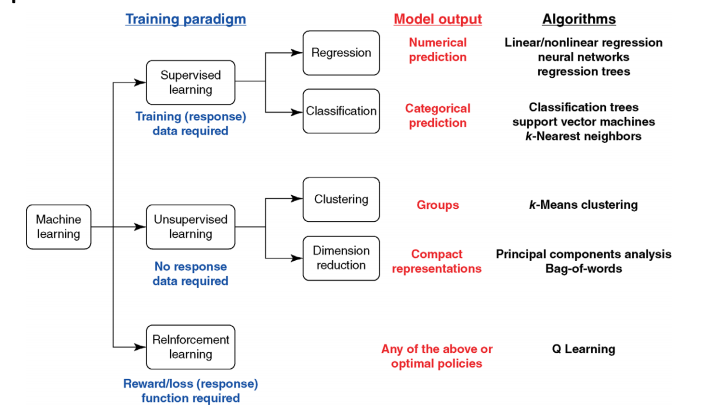 Training paradigm
Model output
Algorithms
Regression
Numerical
prediction
Linear/nonlinear regression
neural networks
regression trees
Supervised
learning
Training (response)
data required
Classification
Categorical
prediction
Classification trees
support vector machines
k-Nearest neighbors
Machine
learning
Unsupervised
learning
No response
data required
Clustering
Groups
k-Means clustering
Dimension
reduction
Compact
representations
Principal components analysis
Bag-of-words
Reinforcement
learning
Reward/loss (response)
function required
Any of the above or
optimal policies
Q Learning